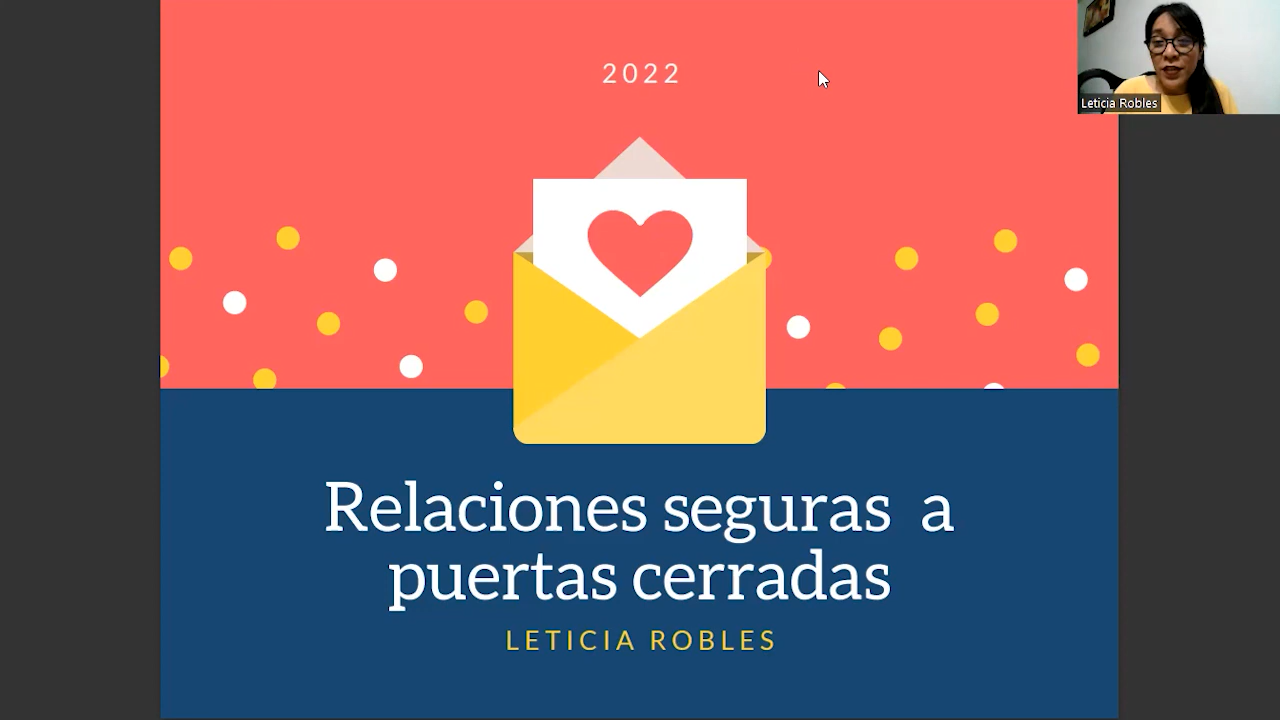 2022
Leticia Robles
Relaciones seguras a
puertas cerradas
LETICIA ROBLES